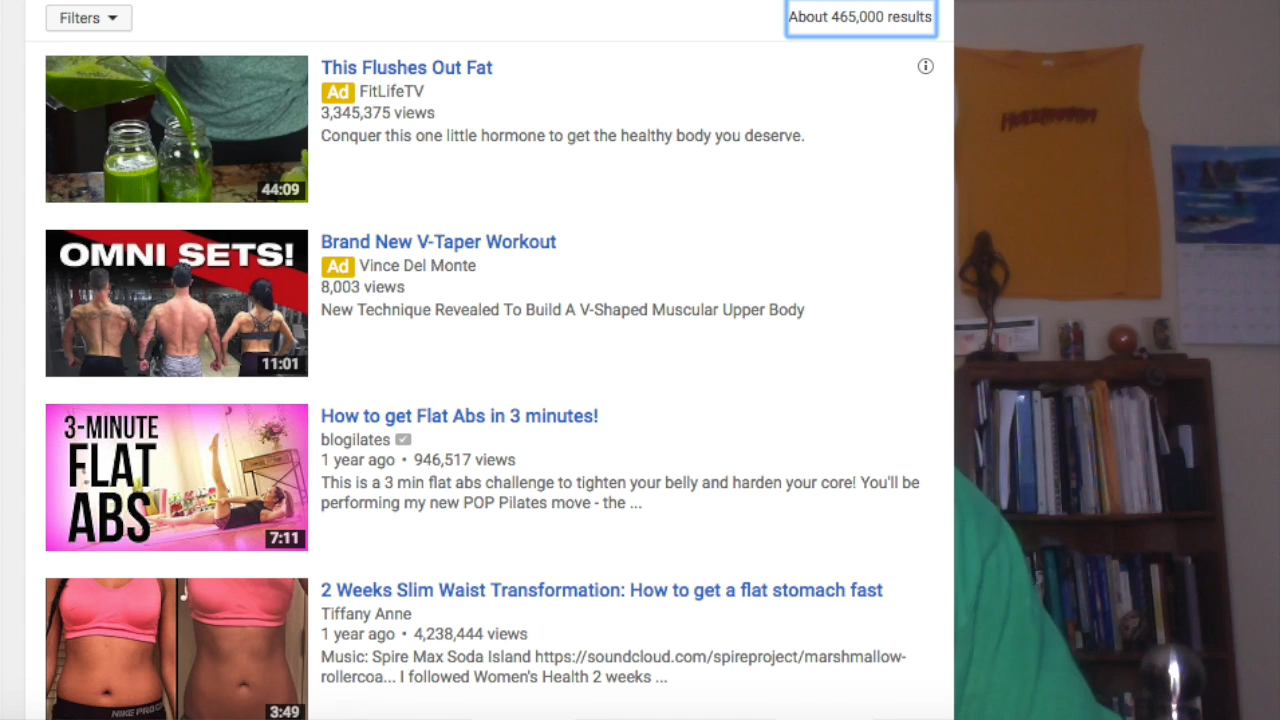 Filters
About 465,000 results
This Flushes Out Fat
Ad FitLifeTV
3,345,375 views
Conquer this one little hormone to get the healthy body you deserve.
44:09
OMNI SETS!
11:01
Brand New V-Taper Workout
Ad Vince Del Monte
8,003 views
New Technique Revealed To Build A V-Shaped Muscular Upper Body
3-MINUTE
FLAT
ABS
7:11
How to get Flat Abs in 3 minutes!
blogilates
1 year ago • 946,517 views
This is a 3 min flat abs challenge to tighten your belly and harden your core! You'll be
performing my new POP Pilates move - the ...
NIKE PRO
3:49
2 Weeks Slim Waist Transformation: How to get a flat stomach fast
Tiffany Anne
1 year ago • 4,238,444 views
Music: Spire Max Soda Island https://soundcloud.com/spireproject/marshmallow-
rollercoa... I followed Women's Health 2 weeks ...